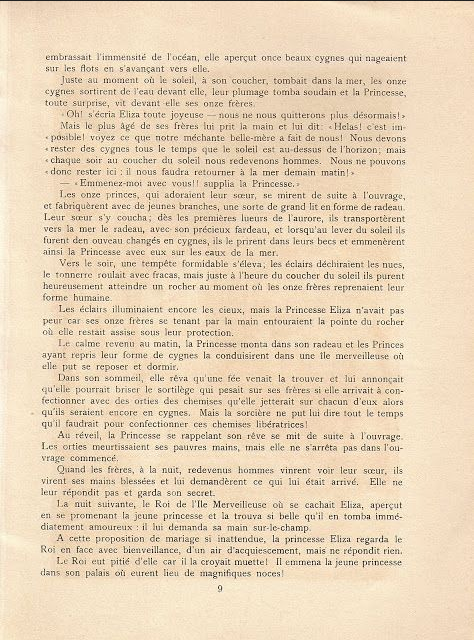 embrassait l'immensité de l'océan, elle aperçut once beaux cygnes qui nageaient
sur les flots en s'avançant vers elle.
Juste au moment où le soleil, à son coucher, tombait dans la mer, les onze
cygnes sortirent de l'eau devant elle, leur plumage tomba soudain et la Princesse,
toute surprise, vit devant elle ses onze frères.
«Oh! s'écria Eliza toute joyeuse — nous ne nous quitterons plus désormais!»
Mais le plus âgé de ses frères lui prit la main et lui dit: «Helas! c'est im-
»possible! voyez ce que notre méchante belle-mère a fait de nous! Nous devons
»rester des cygnes tous le temps que le soleil est au-dessus de l'horizon; mais
»chaque soir au coucher du soleil nous redevenons hommes. Nous ne pouvons
»donc rester ici : il nous faudra retourner à la mer demain matin!»
— «Emmenez-moi avec vous!! supplia la Princesse.»
Les onze princes, qui adoraient leur sœur, se mirent de suite à l'ouvrage,
et fabriquèrent avec de jeunes branches, une sorte de grand lit en forme de radeau.
Leur sœur s'y coucha; dès les premières lueurs de l'aurore, ils transportèrent
vers la mer le radeau, avec son précieux fardeau, et lorsqu'au lever du soleil ils
furent den ouveau changés en cygnes, ils le prirent dans leurs becs et emmenèrent
ainsi la Princesse avec eux sur les eaux de la mer.
Vers le soir, une tempête formidable s'éleva; les éclairs déchiraient les nues,
le tonnerre roulait avec fracas, mais juste à l'heure du coucher du soleil ils purent
heureusement atteindre un rocher au moment où les onze frères reprenaient leur
forme humaine.
Les éclairs illuminaient encore les cieux, mais la Princesse Eliza n'avait pas
peur car ses onze frères se tenant par la main entouraient la pointe du rocher
où elle restait assise sous leur protection.
Le calme revenu au matin, la Princesse monta dans son radeau et les Princes
ayant repris leur forme de cygnes la conduisirent dans une Ile merveilleuse où
elle put se reposer et dormir.
Dans son sommeil, elle rêva qu'une fée venait la trouver et lui annonçait
qu'elle pourrait briser le sortilège qui pesait sur ses frères si elle arrivait à con-
fectionner avec des orties des chemises qu'elle jetterait sur chacun d'eux alors
qu'ils seraient encore en cygnes. Mais la sorcière ne put lui dire tout le temps
qu'il faudrait pour confectionner ces chemises libératrices!
Au réveil, la Princesse se rappelant son rêve se mit de suite à l'ouvrage.
Les orties meurtissaient ses pauvres mains, mais elle ne s'arrêta pas dans l'ou-
vrage commencé.
Quand les frères, à la nuit, redevenus hommes vinrent voir leur sœur, ils
virent ses mains blessées et lui demandèrent ce qui lui était arrivé. Elle ne
leur répondit pas et garda son secret.
La nuit suivante, le Roi de l'Ile Merveilleuse où se cachait Eliza, aperçut
en se promenant la jeune princesse et la trouva si belle qu'il en tomba immé-
diatement amoureux : il lui demanda sa main sur-le-champ.
A cette proposition de mariage si inattendue, la princesse Eliza regarda le
Roi en face avec bienveillance, d'un air d'acquiescement, mais ne répondit rien.
Le Roi eut pitié d'elle car il la croyait muette! Il emmena la jeune princesse
dans son palais où eurent lieu de magnifiques noces!
9